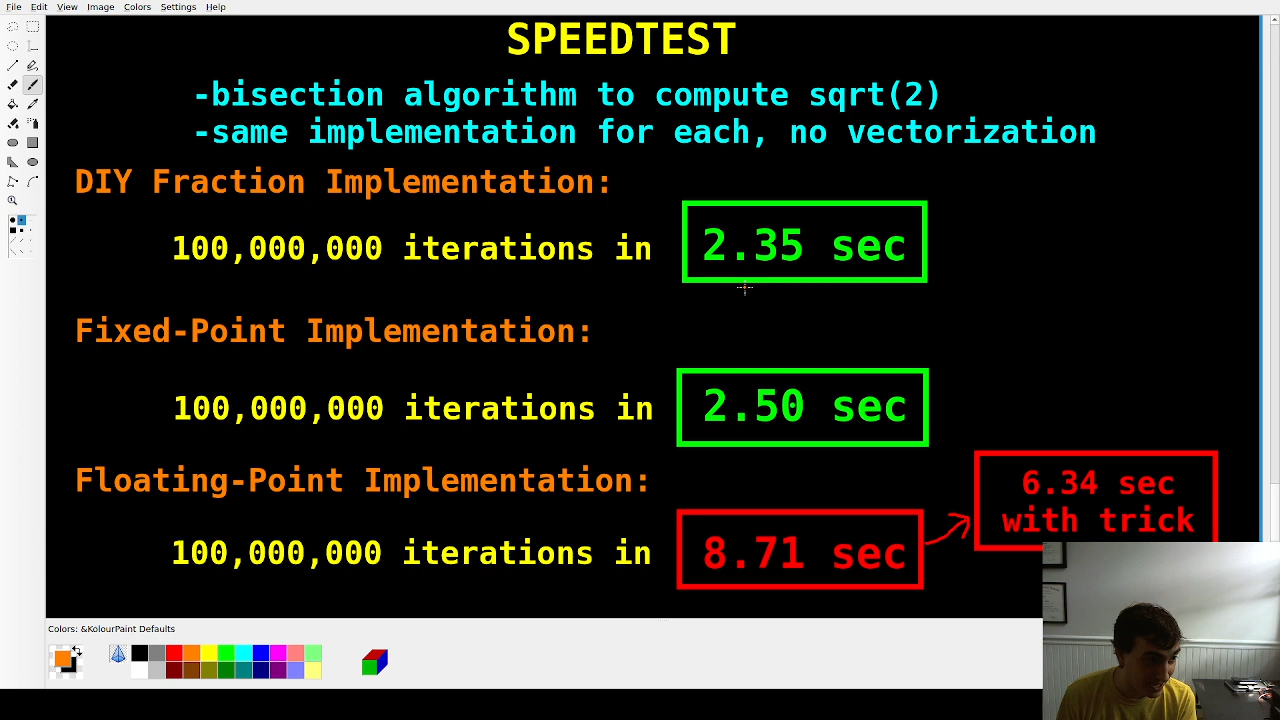 File Edit View Image Colors Settings Help
SPEEDTEST
-bisection algorithm to compute sqrt(2)
-same implementation for each, no vectorization
DIY Fraction Implementation:
100,000,000 iterations in 2.35 sec
Fixed-Point Implementation:
100,000,000 iterations in 2.50 sec
Floating-Point Implementation:
6.34 sec
with trick
100,000,000 iterations in 8.71 sec
Colors: &KolourPaint Defaults